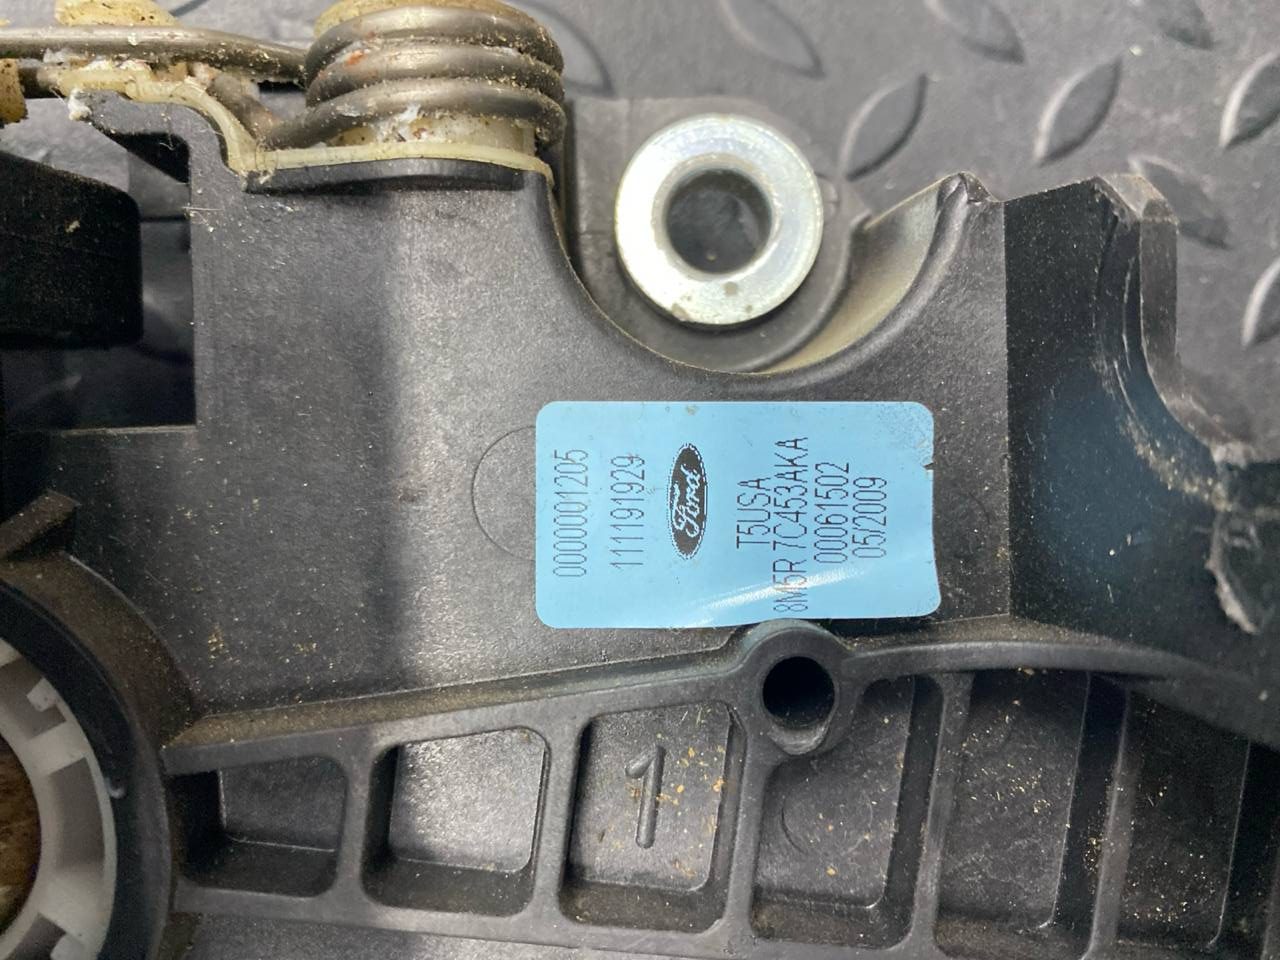 0000001205
111191929
Ford
T5USA
8M5R 7C453AKA
00061502
05/2009
1